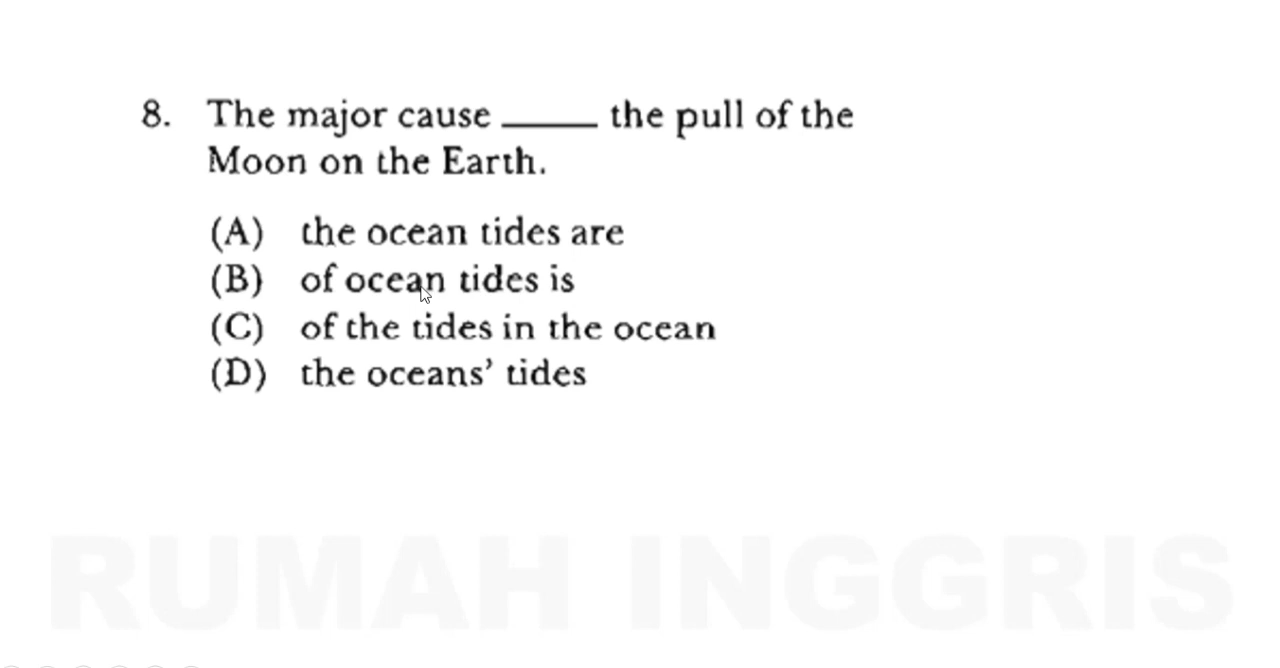 8. The major cause _____ the pull of the
Moon on the Earth.
(A) the ocean tides are
(B) of ocean tides is
(C) of the tides in the ocean
(D) the oceans’ tides
RUMAH INGGRIS